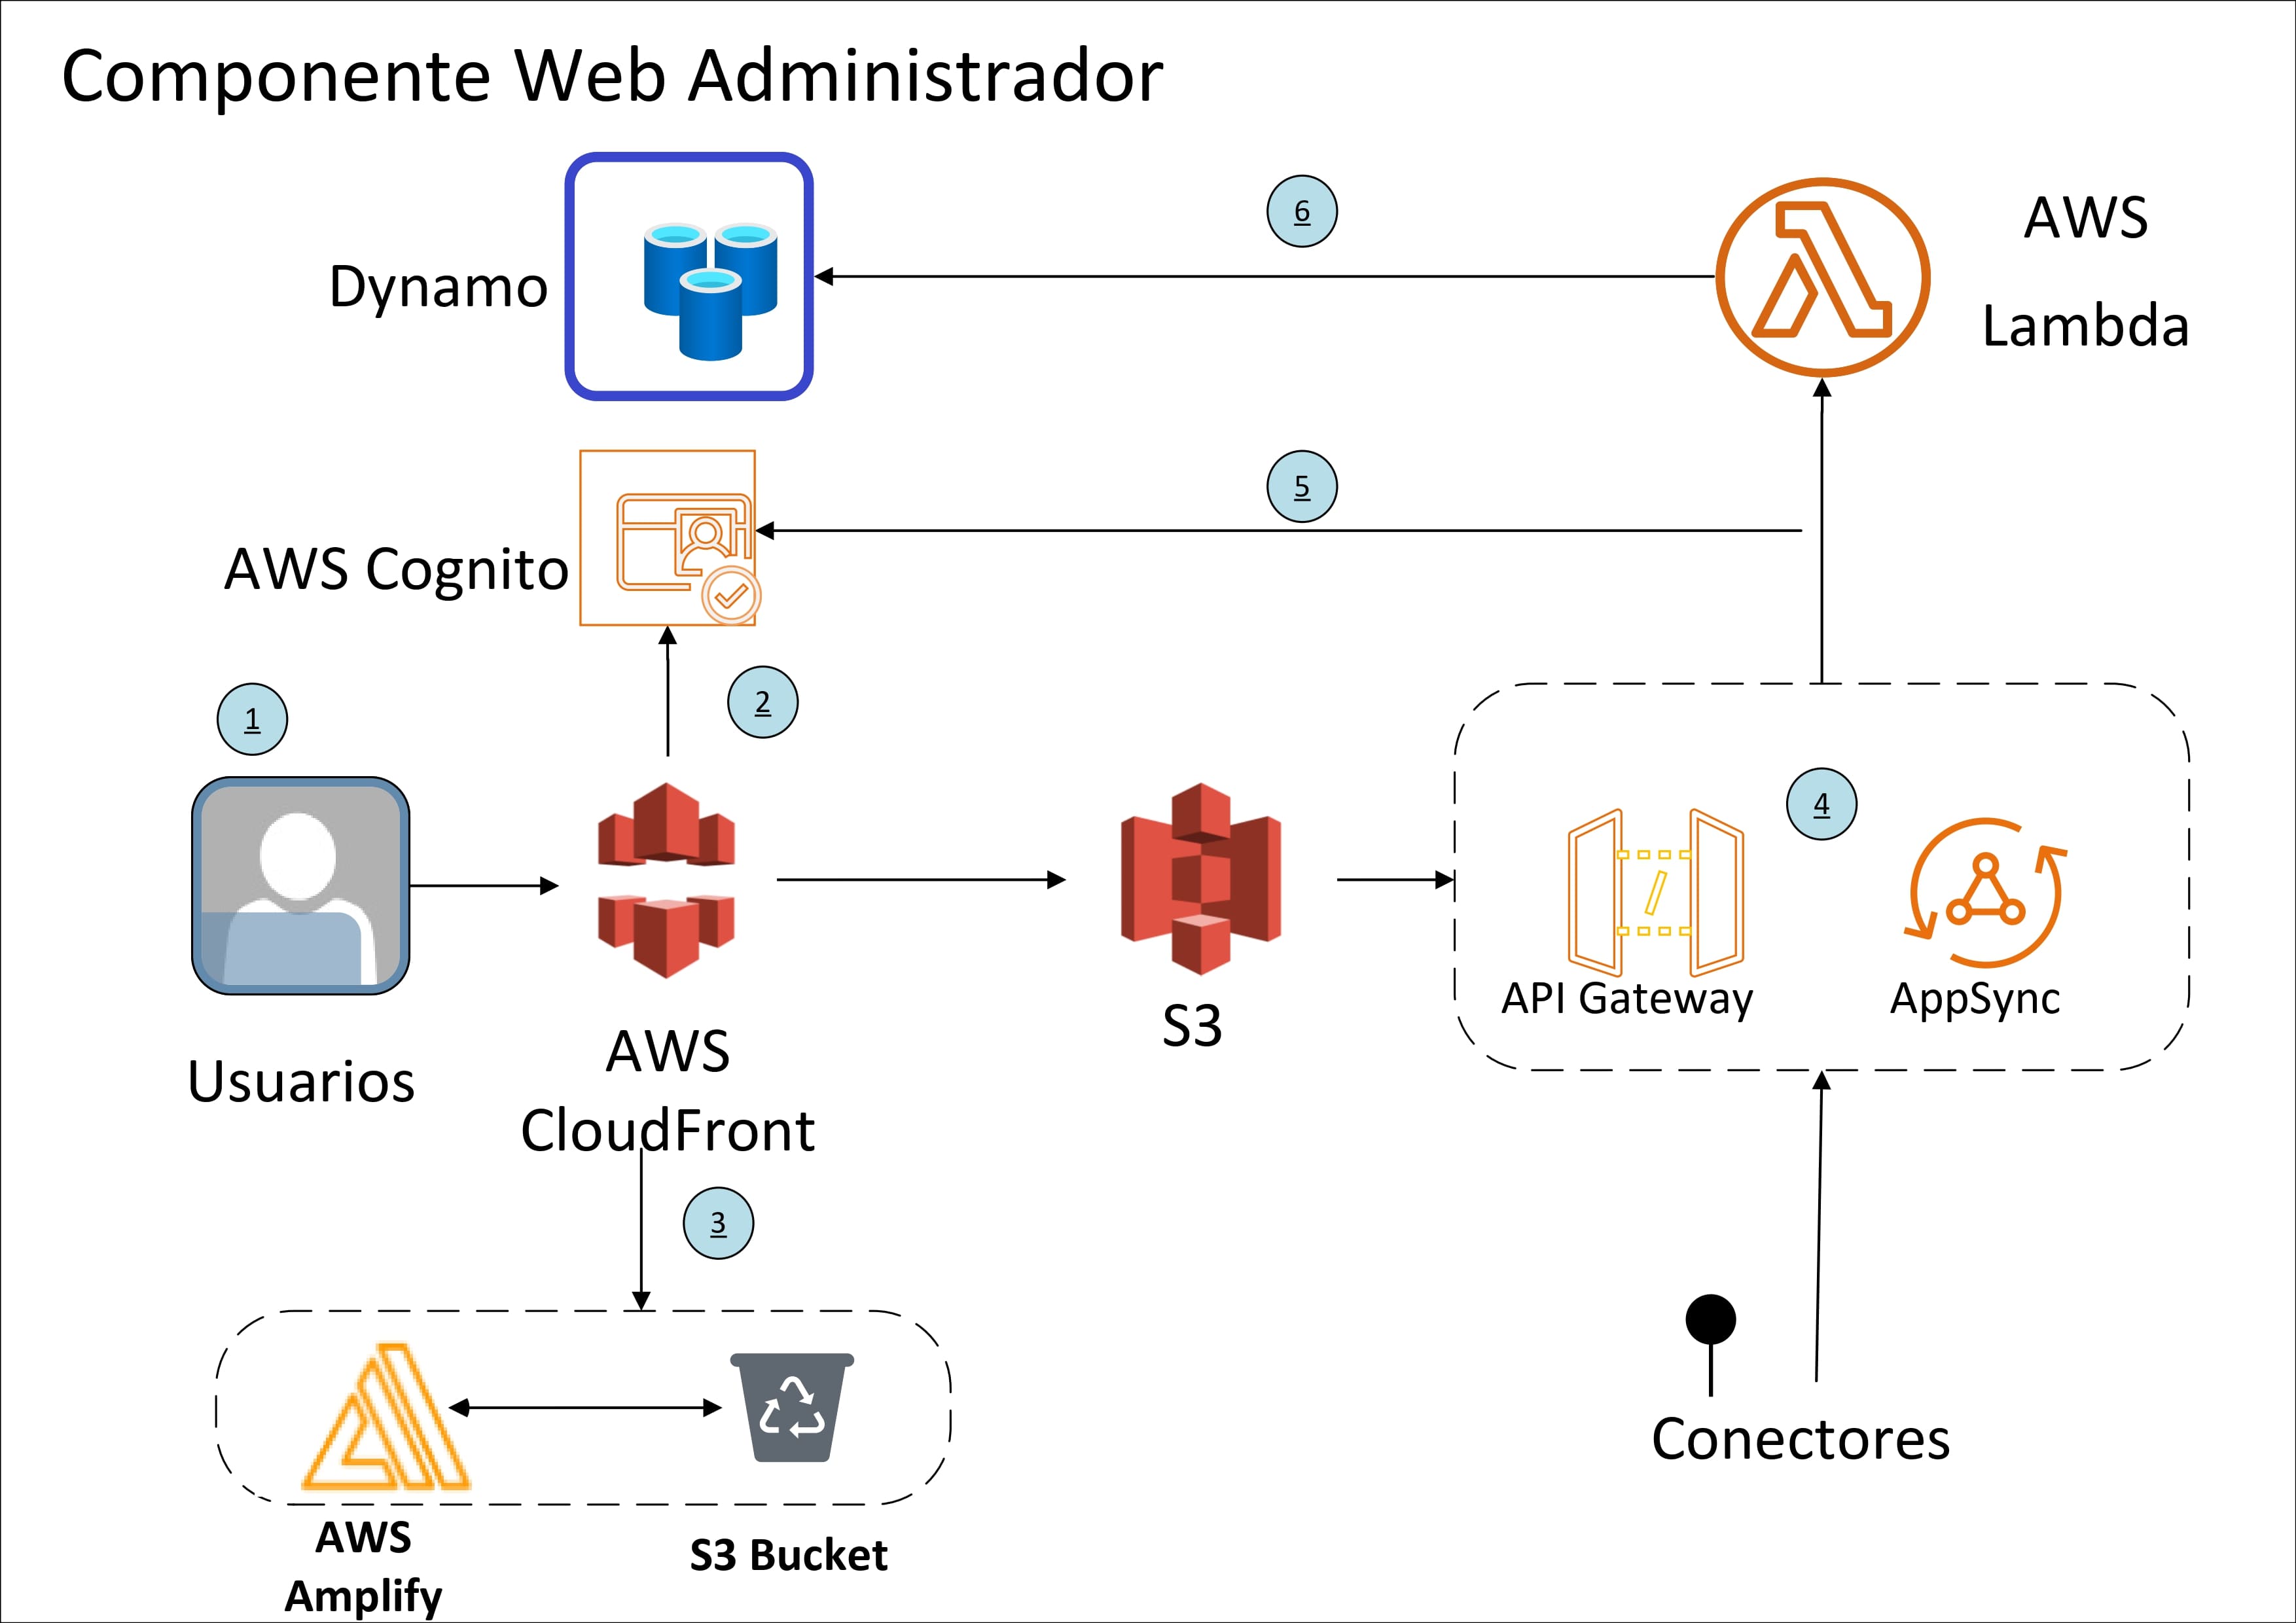 Componente Web Administrador
6
AWS
Lambda
Dynamo
5
AWS Cognito
2
1
4
API Gateway
AppSync
S3
AWS
CloudFront
Usuarios
3
Conectores
AWS
Amplify
S3 Bucket